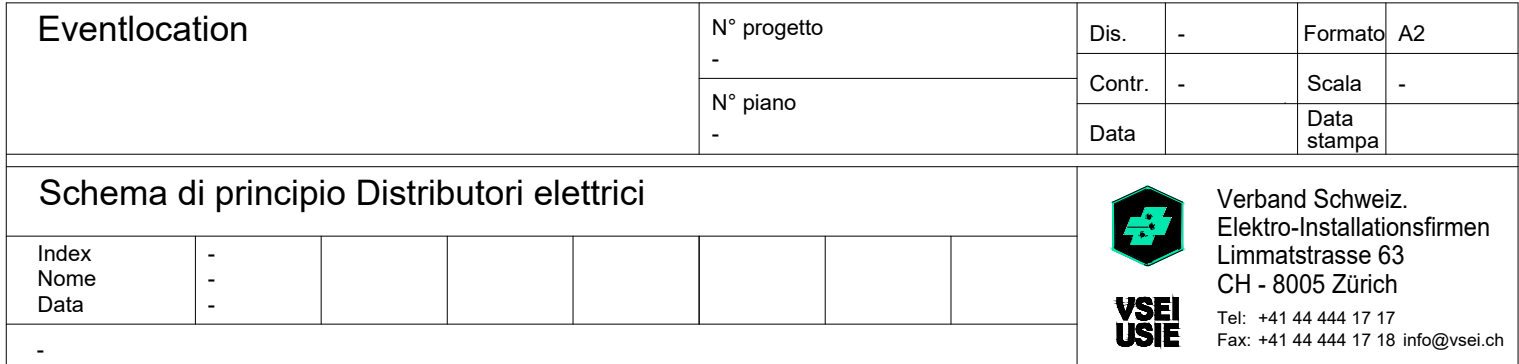 Eventlocation
N° progetto
-
N° piano
-
Dis. - Formato A2
Contr. - Scala -
Data Data
stampa
Schema di principio Distributori elettrici
Index -
Nome -
Data -
-
VSEI
USIE
Verband Schweiz.
Elektro-Installationsfirmen
Limmatstrasse 63
CH - 8005 Zürich
Tel: +41 44 444 17 17
Fax: +41 44 444 17 18 info@vsei.ch